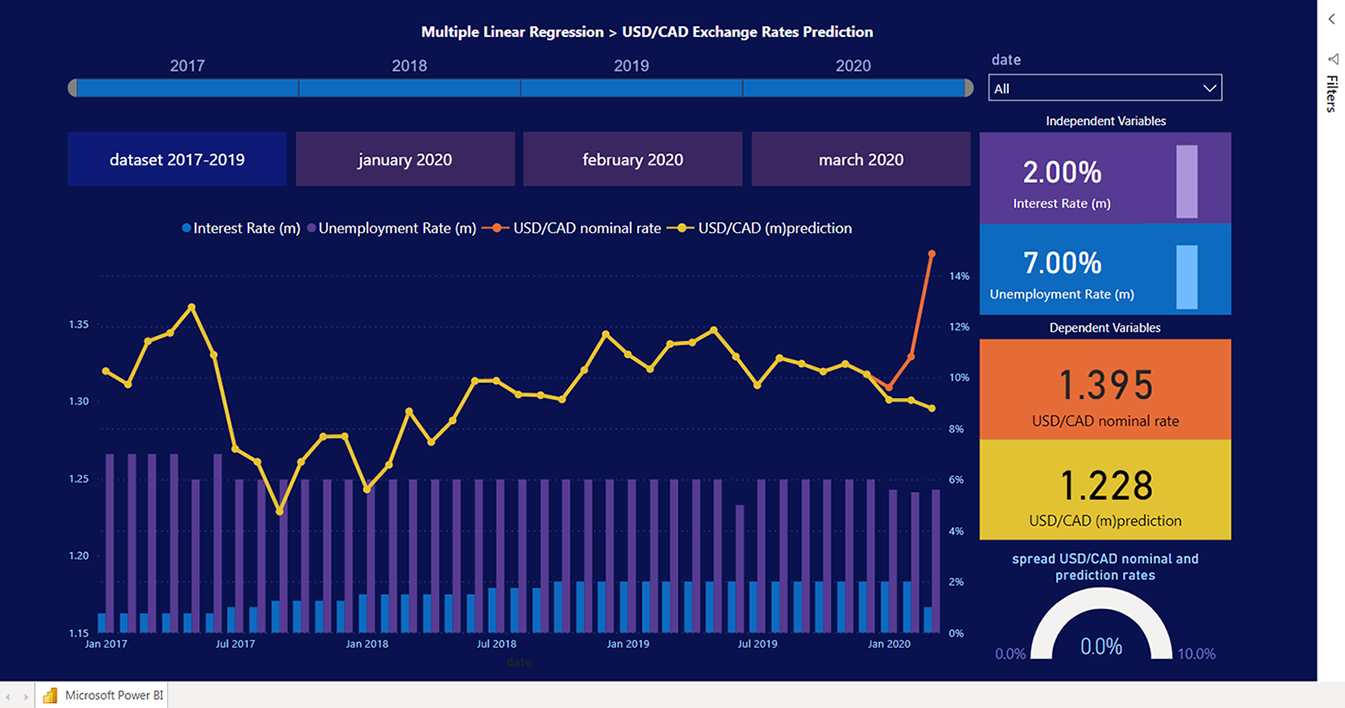 Multiple Linear Regression > USD/CAD Exchange Rates Prediction
2017
2018
2019
2020
date
All
Filters
dataset 2017-2019
january 2020
february 2020
march 2020
Independent Variables
2.00%
Interest Rate (m)
7.00%
Unemployment Rate (m)
Dependent Variables
1.395
USD/CAD nominal rate
1.228
USD/CAD (m)prediction
spread USD/CAD nominal and
prediction rates
0.0%
0.0%
10.0%
Interest Rate (m) Unemployment Rate (m) USD/CAD nominal rate USD/CAD (m)prediction
1.35
1.30
1.25
1.20
1.15
14%
12%
10%
8%
6%
4%
2%
0%
Jan 2017
Jul 2017
Jan 2018
Jul 2018
Jan 2019
Jul 2019
Jan 2020
date
Microsoft Power BI